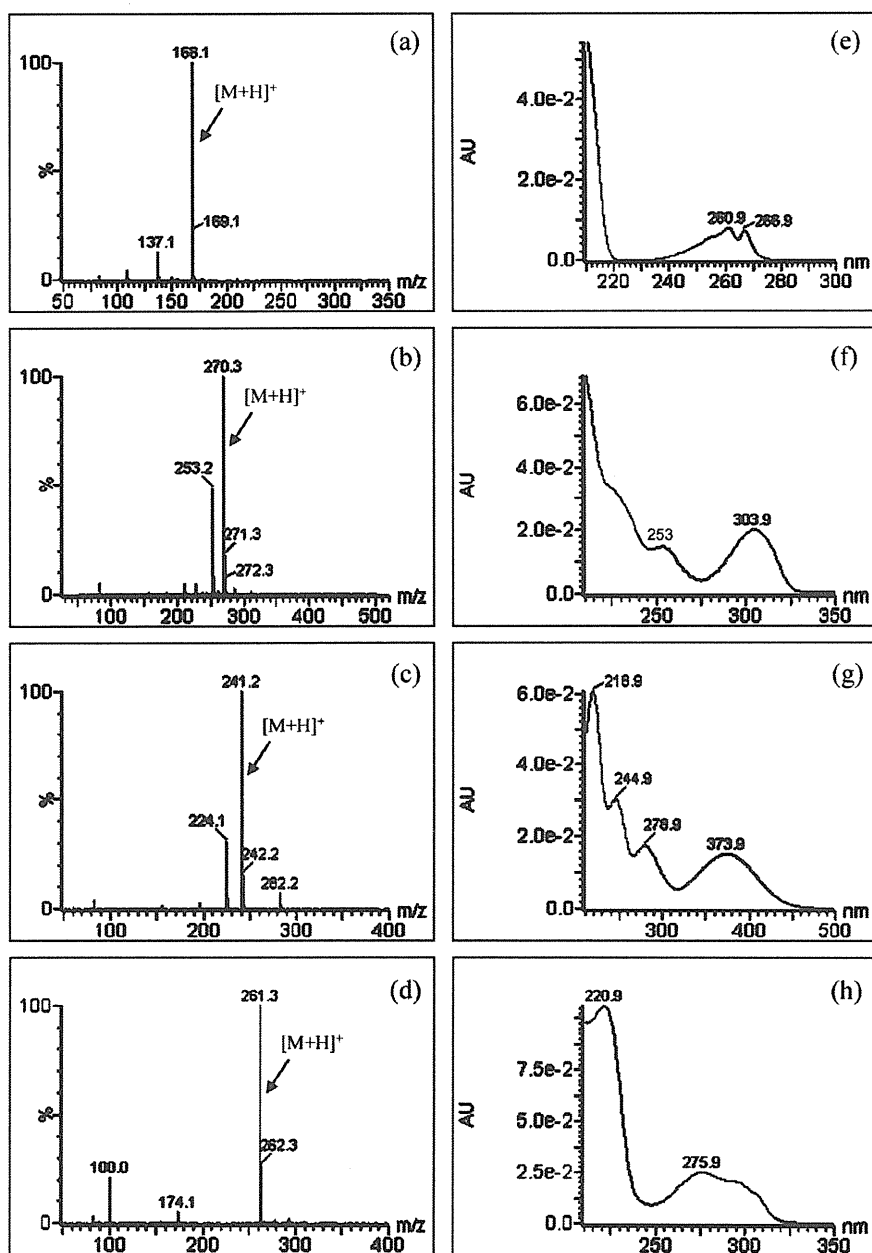 (a)
100
%
0
168.1
[M+H]+
169.1
137.1
50 100 150 200 250 300 350
m/z
(e)
AU
4.0e-2
2.0e-2
0.0
260.9
266.9
220 240 260 280 300
nm
(b)
100
%
0
270.3
[M+H]+
253.2
271.3
272.3
100 200 300 400 500
m/z
(f)
AU
6.0e-2
4.0e-2
2.0e-2
0.0
253
303.9
250 300 350
nm
(c)
100
%
0
241.2
[M+H]+
224.1
242.2
282.2
100 200 300 400
m/z
(g)
AU
6.0e-2
4.0e-2
2.0e-2
0.0
218.9
244.9
278.9
373.9
300 400 500
nm
(d)
100
%
0
261.3
[M+H]+
262.3
100.0
174.1
100 200 300 400
m/z
(h)
AU
7.5e-2
5.0e-2
2.5e-2
0.0
220.9
275.9
250 300 350
nm